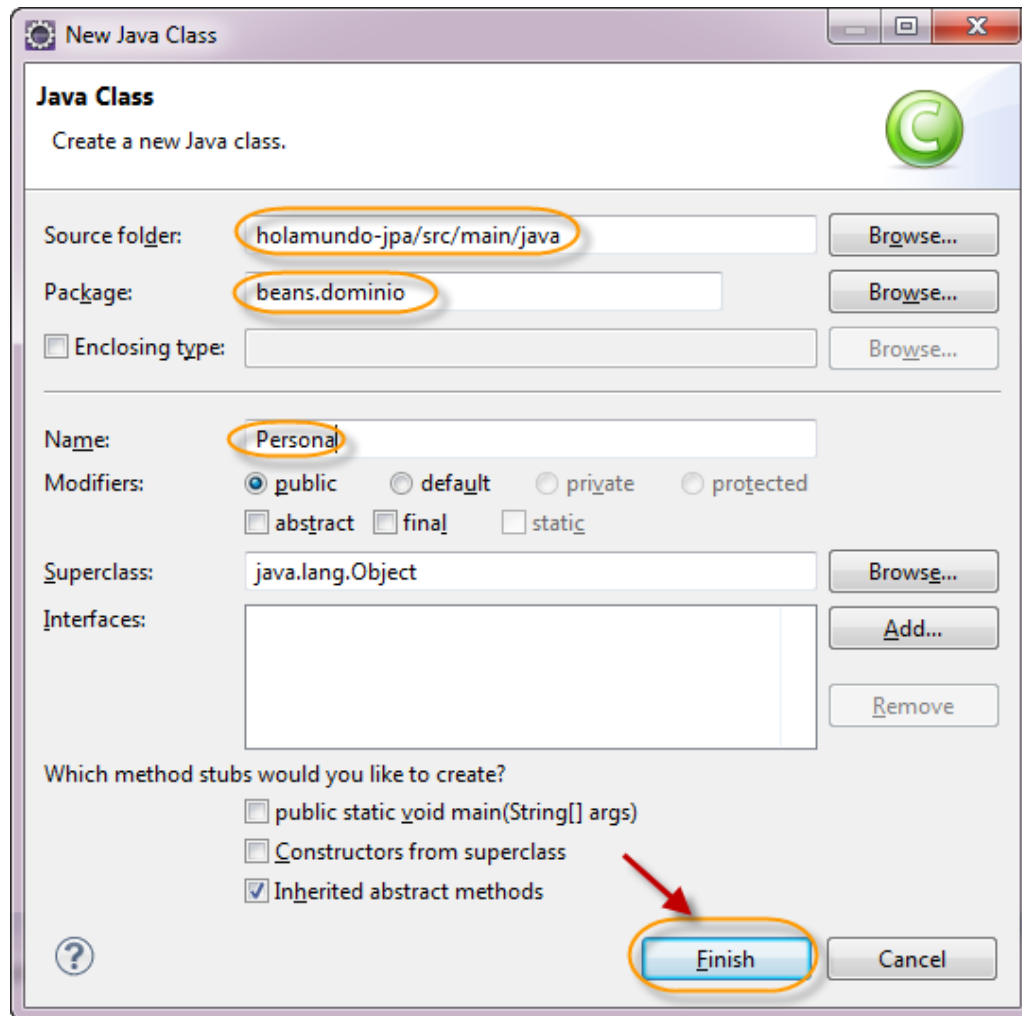 New Java Class
Java Class
Create a new Java class.
Source folder: holamundo-jpa/src/main/java Browse...
Package: beans.dominio Browse...
Enclosing type: Browse...
Name: Persona
Modifiers: public default private protected
abstract final static
Superclass: java.lang.Object Browse...
Interfaces: Add...
Remove
Which method stubs would you like to create?
public static void main(String[] args)
Constructors from superclass
Inherited abstract methods
? Finish Cancel